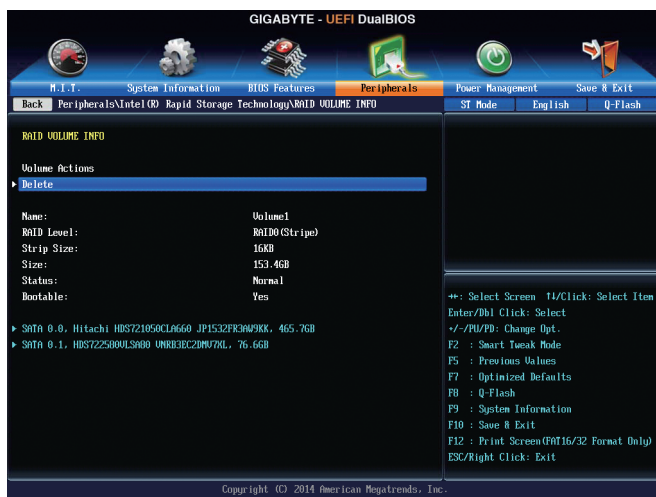 GIGABYTE - UEFI DualBIOS
M.I.T. System Information BIOS Features Peripherals Power Management Save & Exit
Back Peripherals\Intel(R) Rapid Storage Technology\RAID VOLUME INFO ST Mode English Q-Flash
RAID VOLUME INFO
Volume Actions
Delete
Name: Volume1
RAID Level: RAID0(Stripe)
Strip Size: 16KB
Size: 153.4GB
Status: Normal
Bootable: Yes
SATA 0.0, Hitachi HDS721050CLA660 JP1532FR3AW9KK, 465.7GB
SATA 0.1, HDS722580VLSA80 VNRB3EC2DMV7XL, 76.6GB
→←: Select Screen ↑↓/Click: Select Item
Enter/Dbl Click: Select
+/-/PU/PD: Change Opt.
F2 : Smart Tweak Mode
F5 : Previous Values
F7 : Optimized Defaults
F8 : Q-Flash
F9 : System Information
F10 : Save & Exit
F12 : Print Screen(FAT16/32 Format Only)
ESC/Right Click: Exit
Copyright (C) 2014 American Megatrends, Inc.